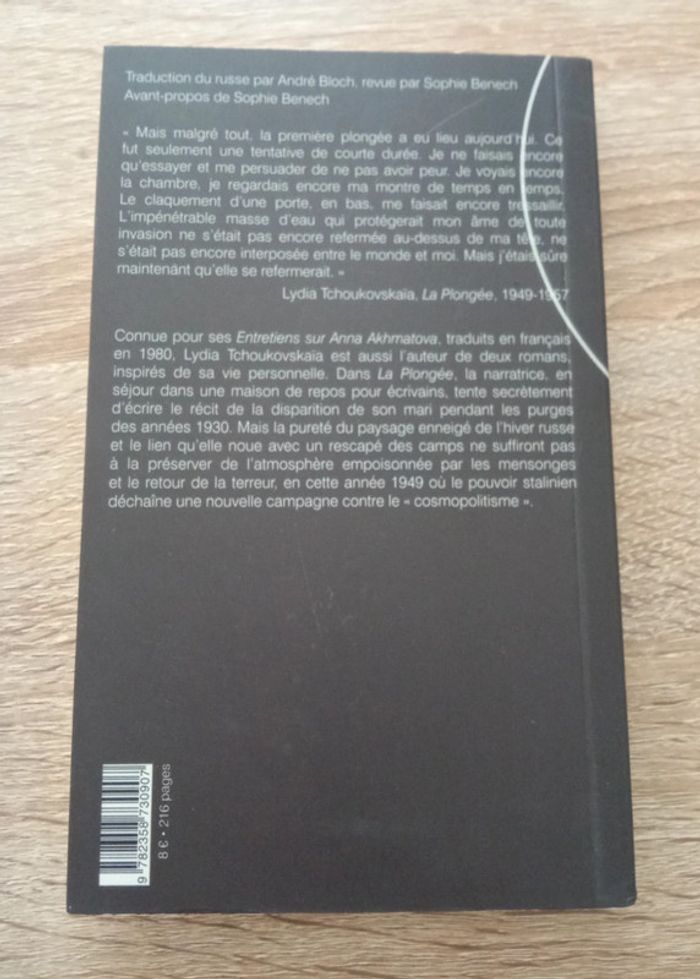 Traduction du russe par André Bloch, revue par Sophie Benech
Avant-propos de Sophie Benech
« Mais malgré tout, la première plongée a eu lieu aujourd'hui. Ce
fut seulement une tentative de courte durée. Je ne faisais encore
qu'essayer et me persuader de ne pas avoir peur. Je voyais encore
la chambre, je regardais encore ma montre de temps en temps.
Le claquement d'une porte, en bas, me faisait encore tressaillir.
L'impénétrable masse d'eau qui protégerait mon âme de toute
invasion ne s'était pas encore refermée au-dessus de ma tête, ne
s'était pas encore interposée entre le monde et moi. Mais j'étais sûre
maintenant qu'elle se refermerait. »
Lydia Tchoukovskaïa, La Plongée, 1949-1957
Connue pour ses Entretiens sur Anna Akhmatova, traduits en français
en 1980, Lydia Tchoukovskaïa est aussi l'auteur de deux romans,
inspirés de sa vie personnelle. Dans La Plongée, la narratrice, en
séjour dans une maison de repos pour écrivains, tente secrètement
d'écrire le récit de la disparition de son mari pendant les purges
des années 1930. Mais la pureté du paysage enneigé de l'hiver russe
et le lien qu'elle noue avec un rescapé des camps ne suffiront pas
à la préserver de l'atmosphère empoisonnée par les mensonges
et le retour de la terreur, en cette année 1949 où le pouvoir stalinien
déchaîne une nouvelle campagne contre le « cosmopolitisme ».
9 782358 730907
8 € • 216 pages